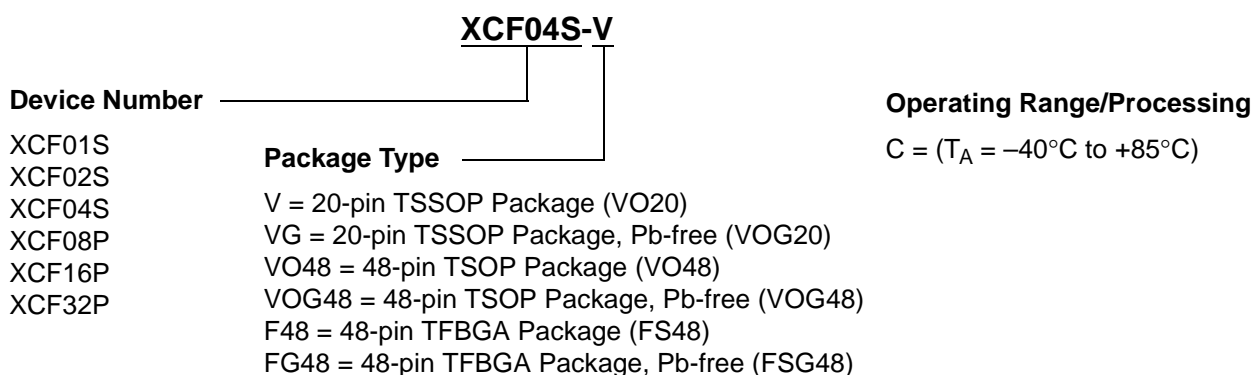 XCF04S-V
Device Number
XCF01S
XCF02S
XCF04S
XCF08P
XCF16P
XCF32P
Package Type
V = 20-pin TSSOP Package (VO20)
VG = 20-pin TSSOP Package, Pb-free (VOG20)
VO48 = 48-pin TSOP Package (VO48)
VOG48 = 48-pin TSOP Package, Pb-free (VOG48)
F48 = 48-pin TFBGA Package (FS48)
FG48 = 48-pin TFBGA Package, Pb-free (FSG48)
Operating Range/Processing
C = (TA = –40°C to +85°C)